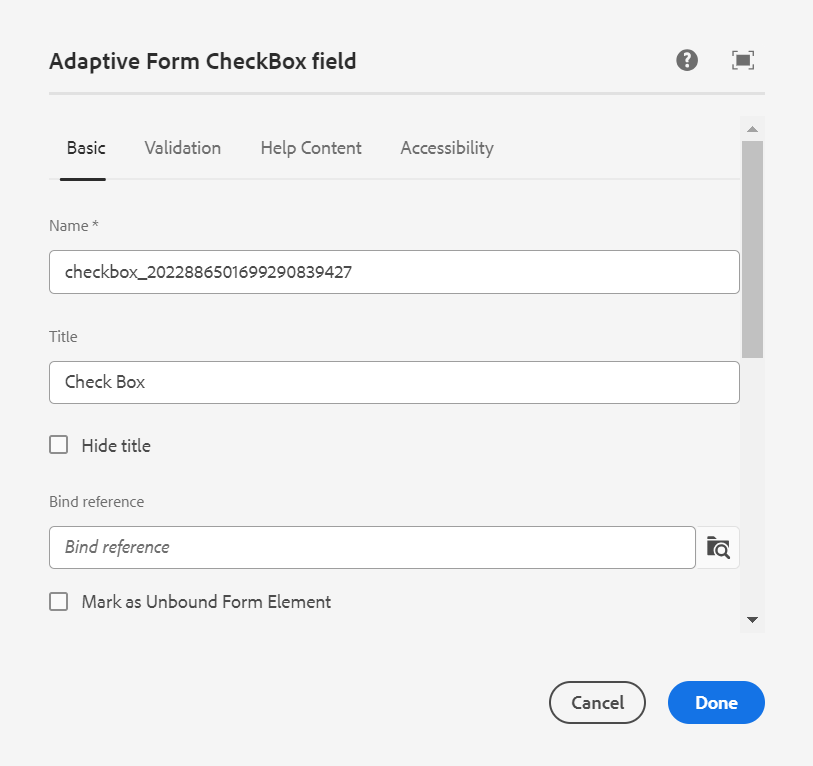 Adaptive Form CheckBox field
Basic Validation Help Content Accessibility
Name *
checkbox_2022886501699290839427
Title
Check Box
Hide title
Bind reference
Bind reference
Mark as Unbound Form Element
Cancel Done